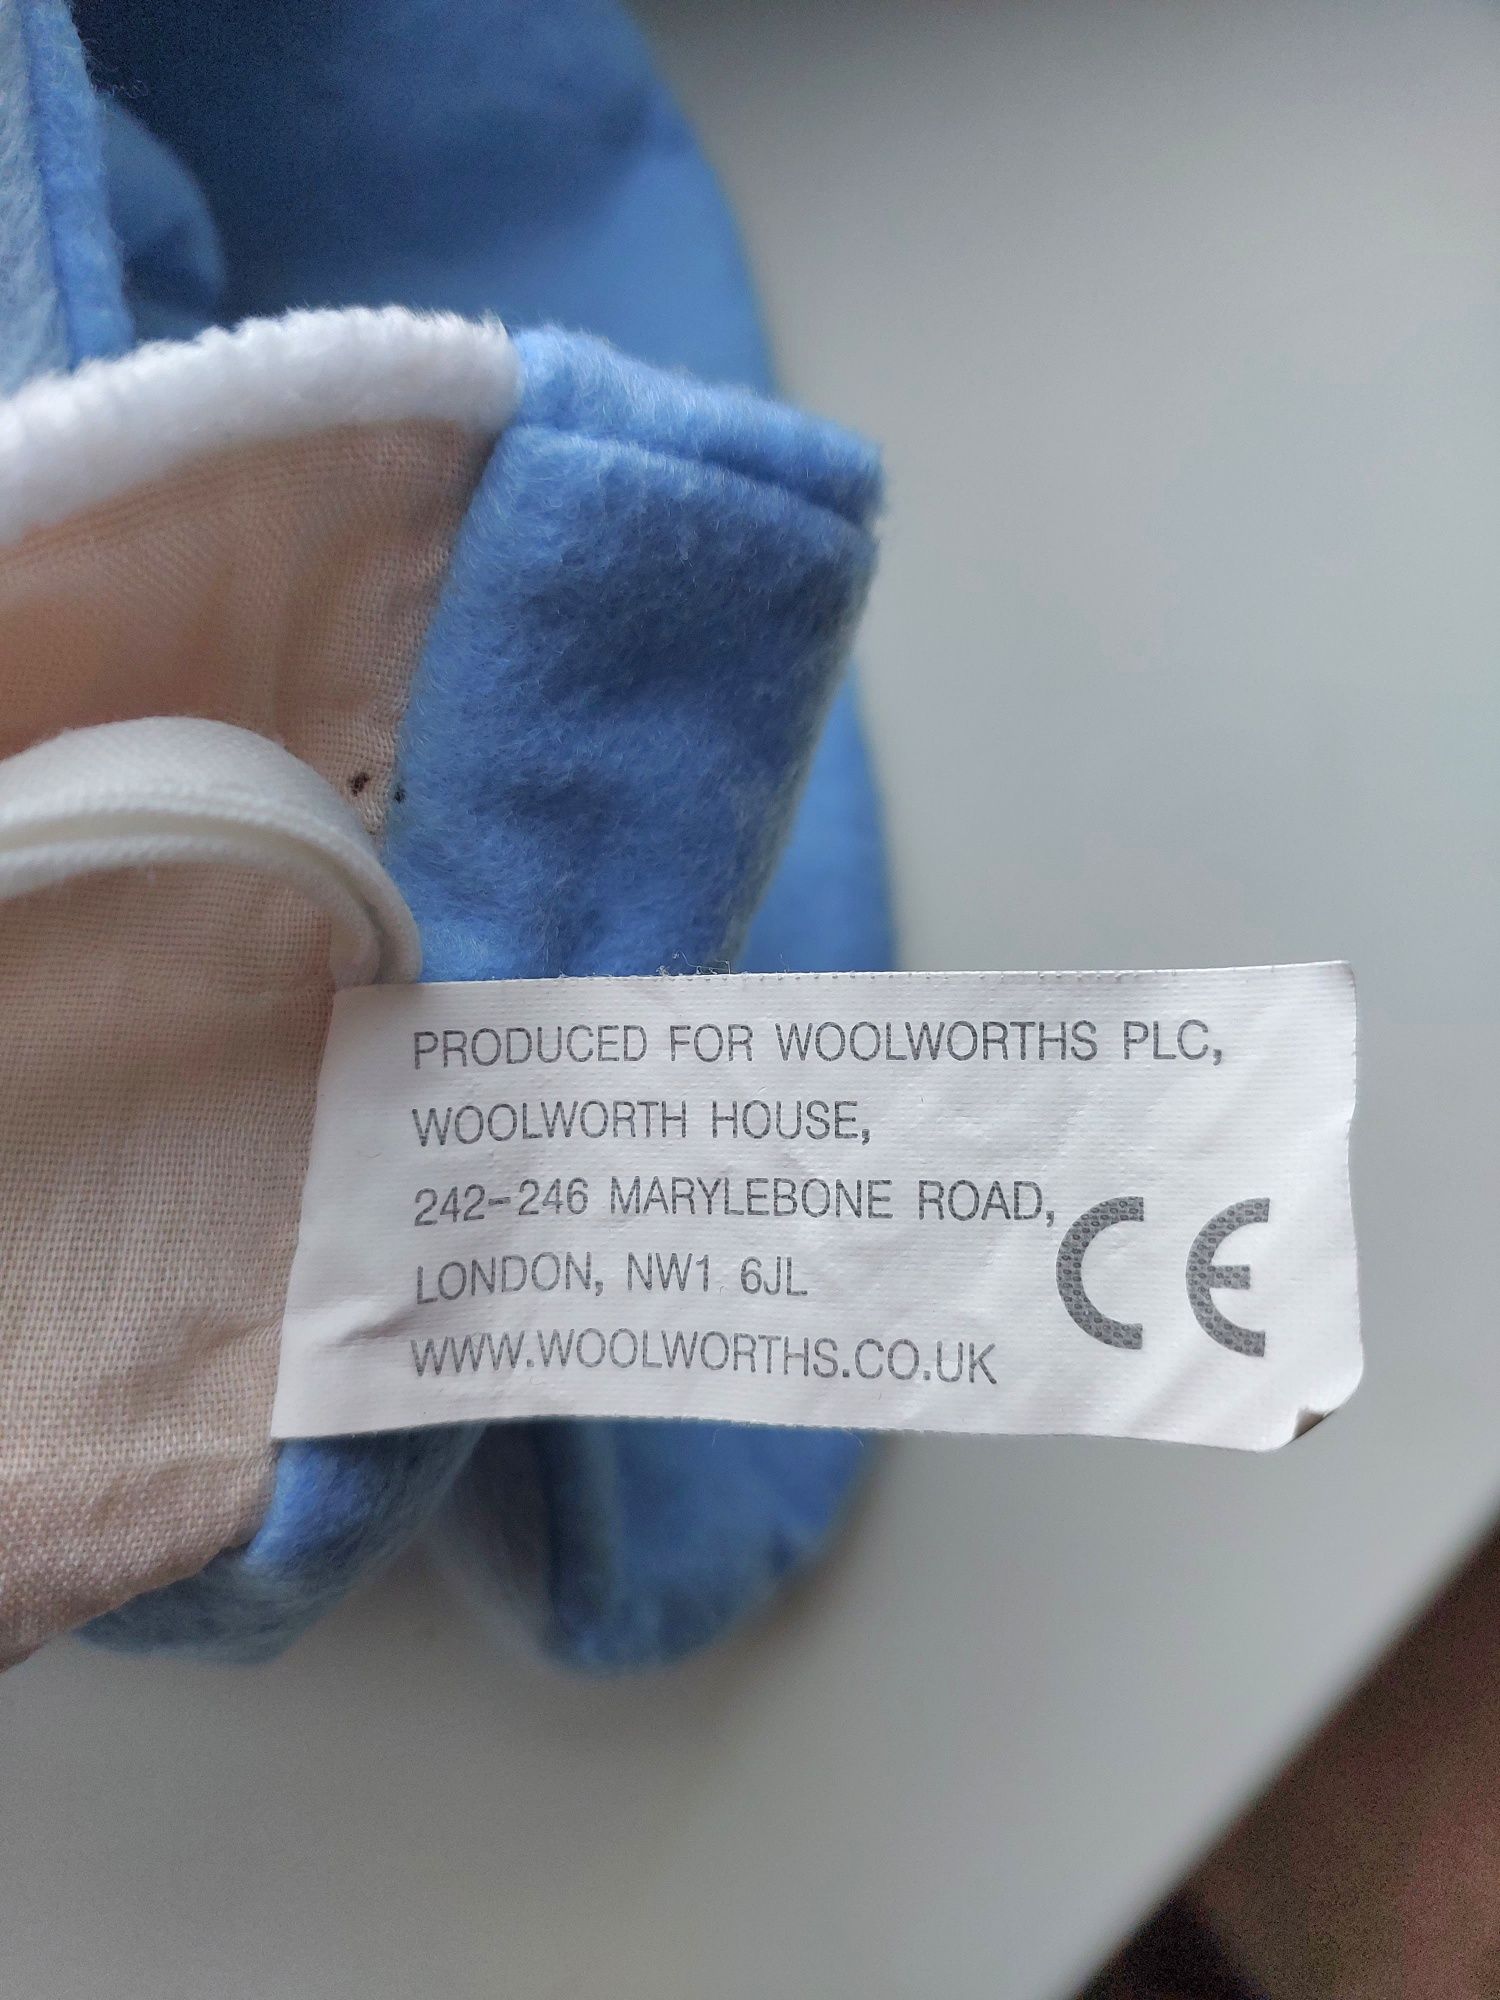 PRODUCED FOR WOOLWORTHS PLC,
WOOLWORTH HOUSE,
242-246 MARYLEBONE ROAD,
LONDON, NW1 6JL
WWW.WOOLWORTHS.CO.UK
CE